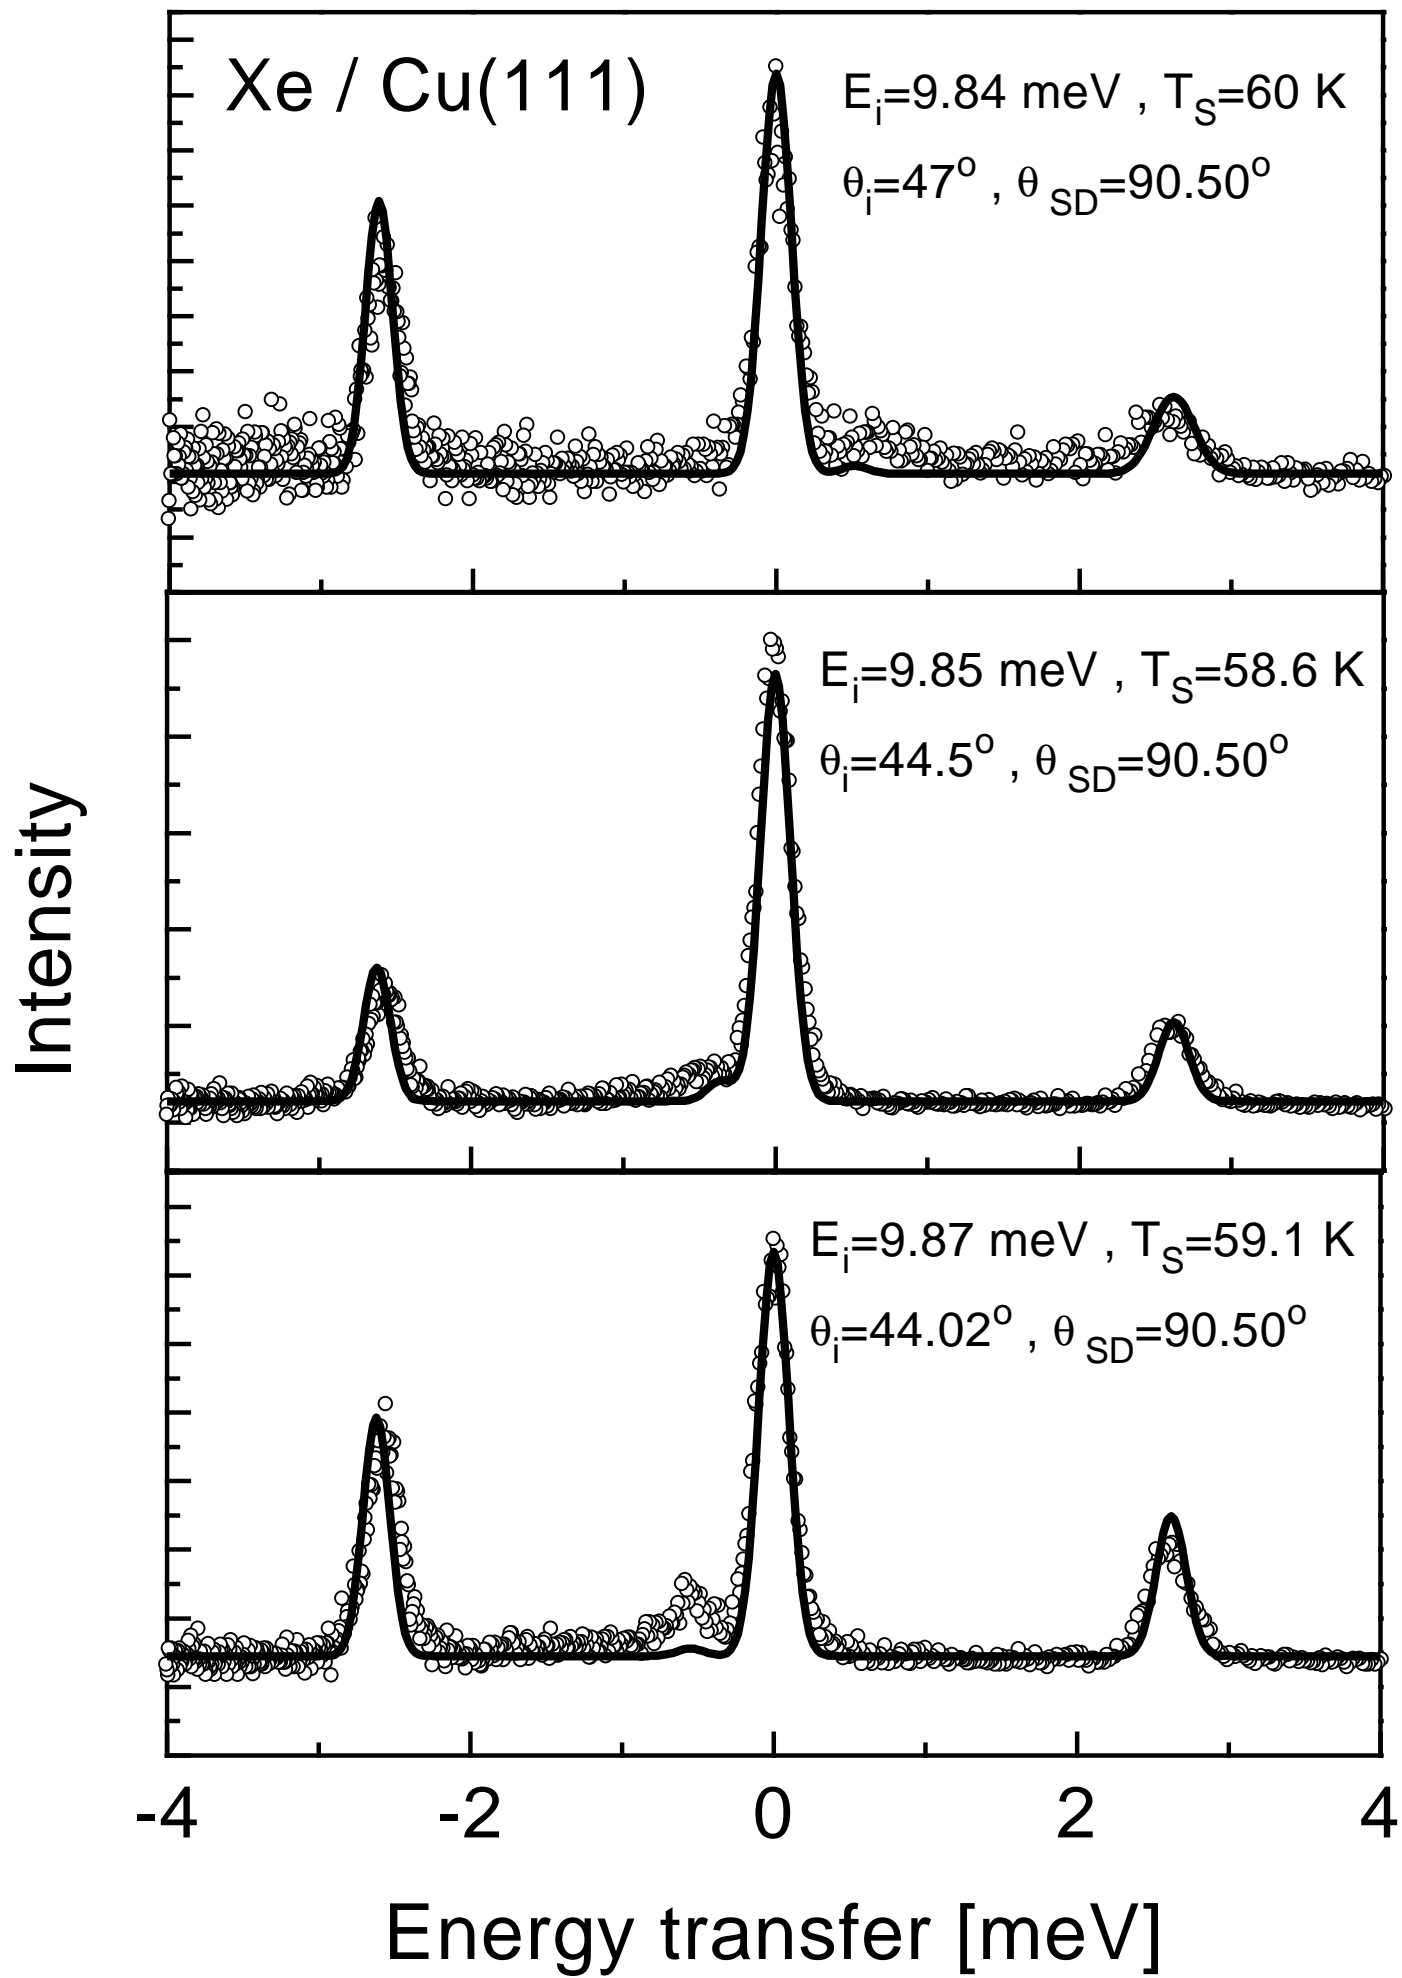 Xe / Cu(111)
E_i=9.84 meV , T_S=60 K
θ_i=47° , θ_SD=90.50°
E_i=9.85 meV , T_S=58.6 K
θ_i=44.5° , θ_SD=90.50°
E_i=9.87 meV , T_S=59.1 K
θ_i=44.02° , θ_SD=90.50°
Intensity
-4 -2 0 2 4
Energy transfer [meV]